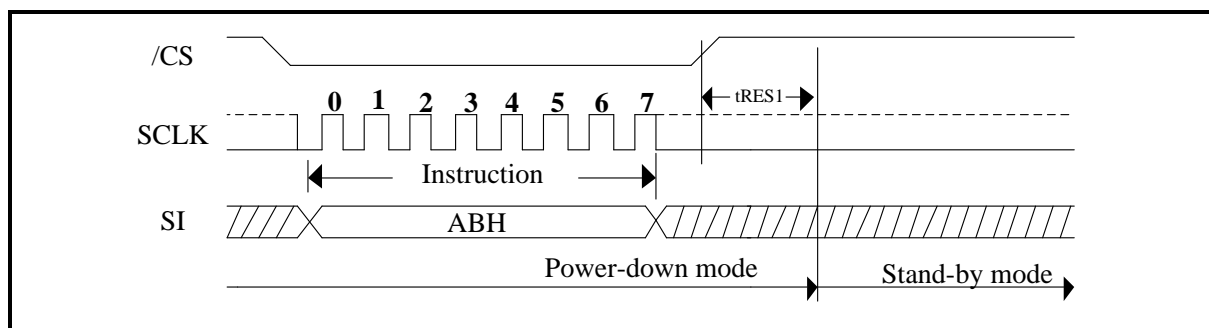 /CS
0 1 2 3 4 5 6 7
tRES1
SCLK
Instruction
SI
ABH
Power-down mode
Stand-by mode